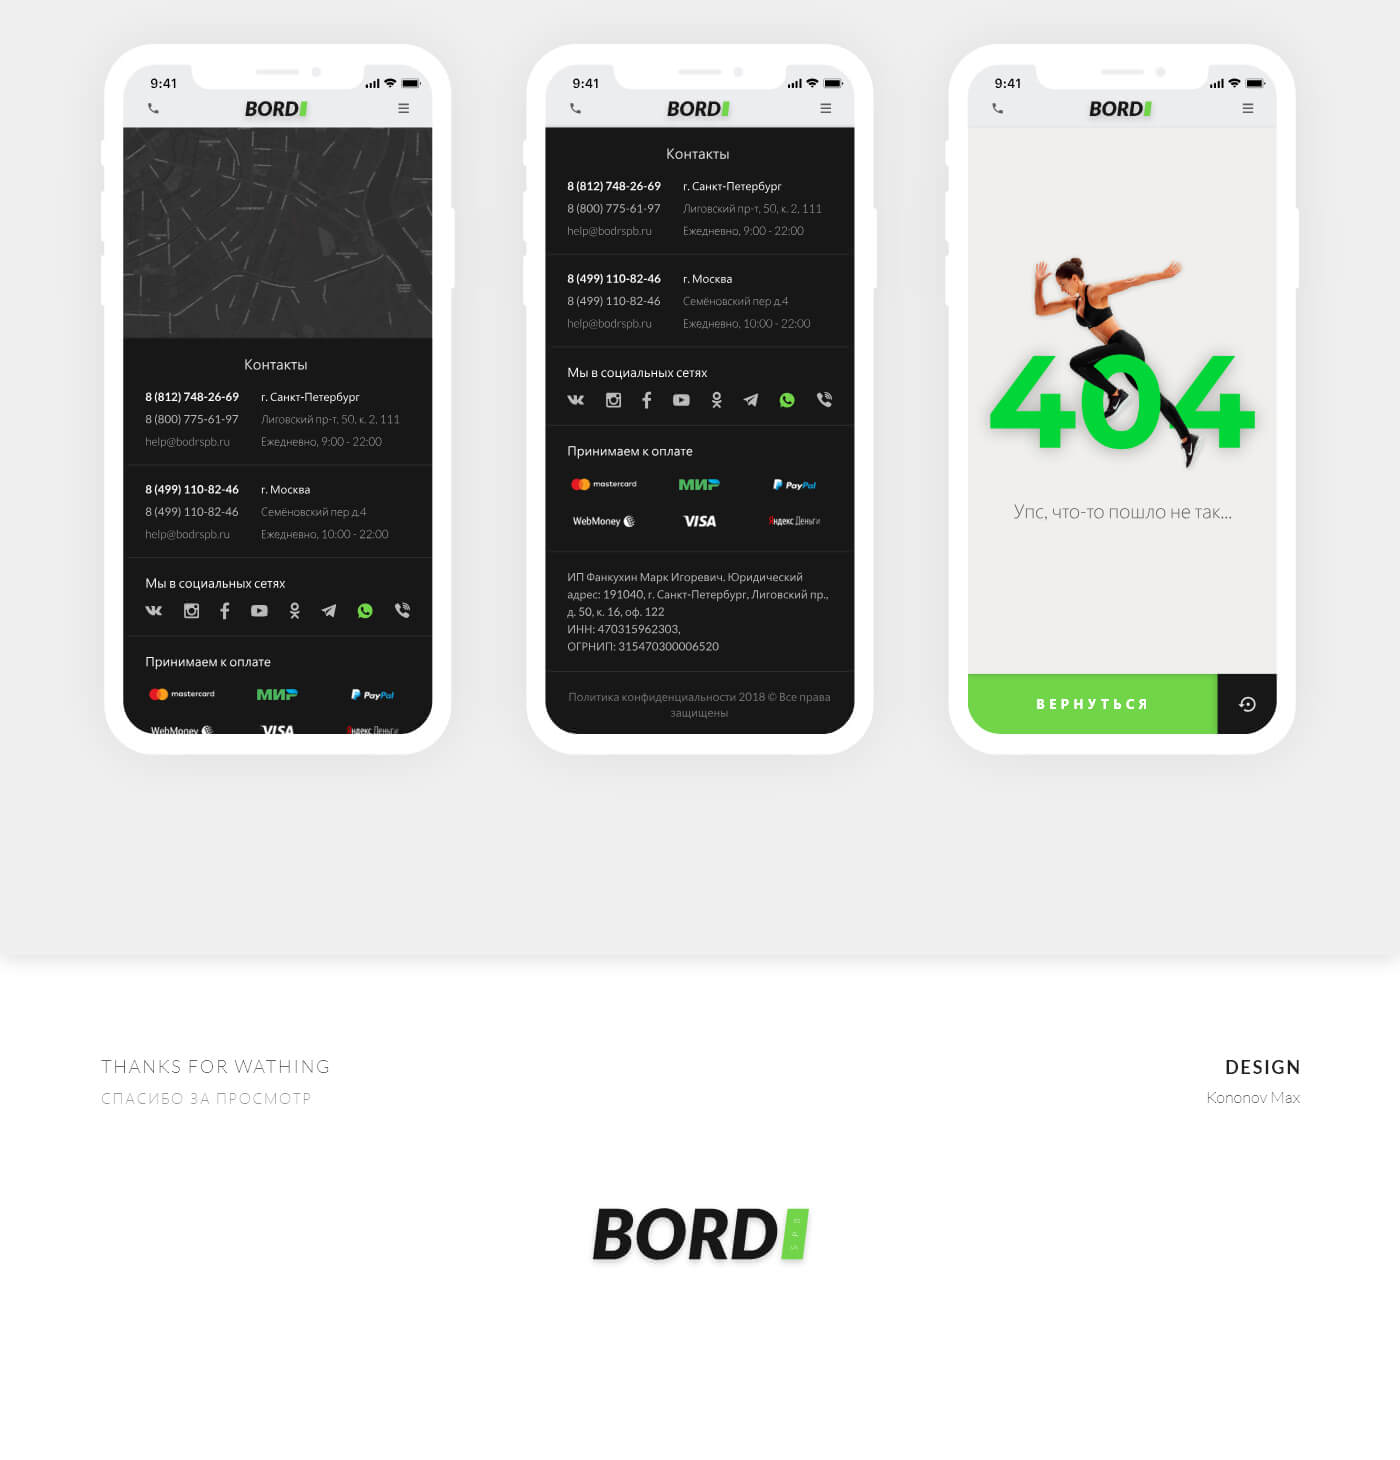 9:41
BORD
Контакты
8 (812) 748-26-69 г. Санкт-Петербург
8 (800) 775-61-97 Лиговский пр-т, 50, к. 2, 111
help@bodrspb.ru Ежедневно, 9:00 - 22:00
8 (499) 110-82-46 г. Москва
8 (499) 110-82-46 Семёновский пер д.4
help@bodrspb.ru Ежедневно, 10:00 - 22:00
Мы в социальных сетях
Принимаем к оплате
mastercard МИР PayPal
WebMoney VISA Яндекс Деньги
9:41
BORD
Контакты
8 (812) 748-26-69 г. Санкт-Петербург
8 (800) 775-61-97 Лиговский пр-т, 50, к. 2, 111
help@bodrspb.ru Ежедневно, 9:00 - 22:00
8 (499) 110-82-46 г. Москва
8 (499) 110-82-46 Семёновский пер д.4
help@bodrspb.ru Ежедневно, 10:00 - 22:00
Мы в социальных сетях
Принимаем к оплате
mastercard МИР PayPal
WebMoney VISA Яндекс Деньги
ИП Фанкухин Марк Игоревич. Юридический
адрес: 191040, г. Санкт-Петербург, Лиговский пр.,
д. 50, к. 16, оф. 122
ИНН: 470315962303,
ОГРНИП: 315470300006520
Политика конфиденциальности 2018 © Все права
защищены
9:41
BORD
404
Упс, что-то пошло не так...
ВЕРНУТЬСЯ
THANKS FOR WATHING
СПАСИБО ЗА ПРОСМОТР
DESIGN
Kononov Max
BORD